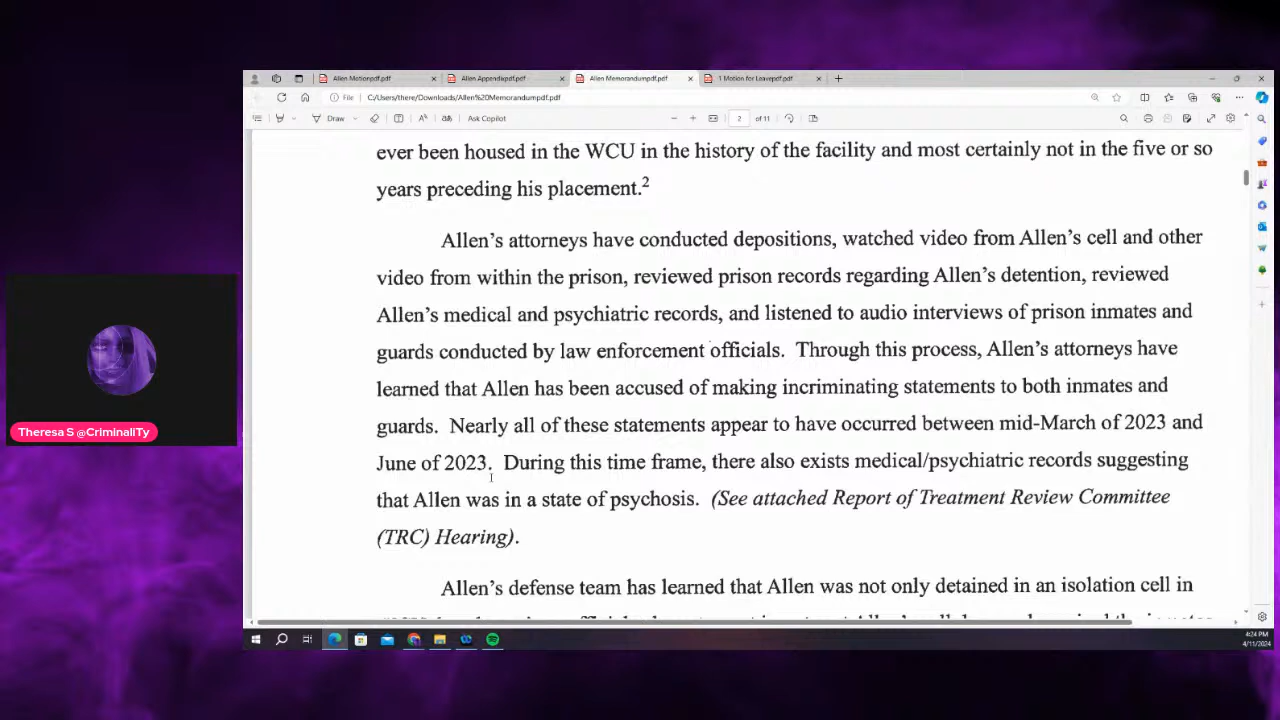 Allen Motionpdf.pdf
Allen Appendixpdf.pdf
Allen Memorandumpdf.pdf
1 Motion for Leavepdf.pdf
File
C:/Users/there/Downloads/Allen%20Memorandumpdf.pdf
Draw
Ask Copilot
2 of 11
ever been housed in the WCU in the history of the facility and most certainly not in the five or so
years preceding his placement.2
Allen's attorneys have conducted depositions, watched video from Allen's cell and other
video from within the prison, reviewed prison records regarding Allen's detention, reviewed
Allen's medical and psychiatric records, and listened to audio interviews of prison inmates and
guards conducted by law enforcement officials. Through this process, Allen's attorneys have
learned that Allen has been accused of making incriminating statements to both inmates and
guards. Nearly all of these statements appear to have occurred between mid-March of 2023 and
June of 2023. During this time frame, there also exists medical/psychiatric records suggesting
that Allen was in a state of psychosis. (See attached Report of Treatment Review Committee
(TRC) Hearing).
Allen's defense team has learned that Allen was not only detained in an isolation cell in
Theresa S @CriminaliTy
4:24 PM
4/11/2024